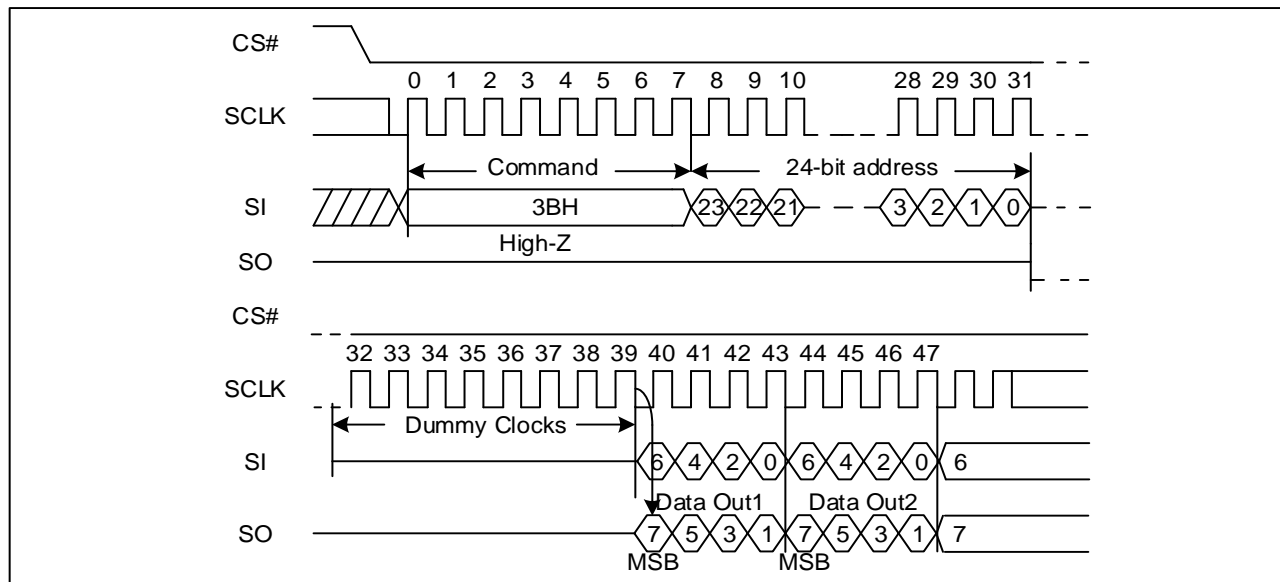 CS#
0 1 2 3 4 5 6 7 8 9 10 28 29 30 31
SCLK
Command 24-bit address
SI 3BH 23 22 21 3 2 1 0
High-Z
SO
CS#
32 33 34 35 36 37 38 39 40 41 42 43 44 45 46 47
SCLK
Dummy Clocks
SI 6 4 2 0 6 4 2 0 6
Data Out1 Data Out2
SO 7 5 3 1 7 5 3 1 7
MSB MSB